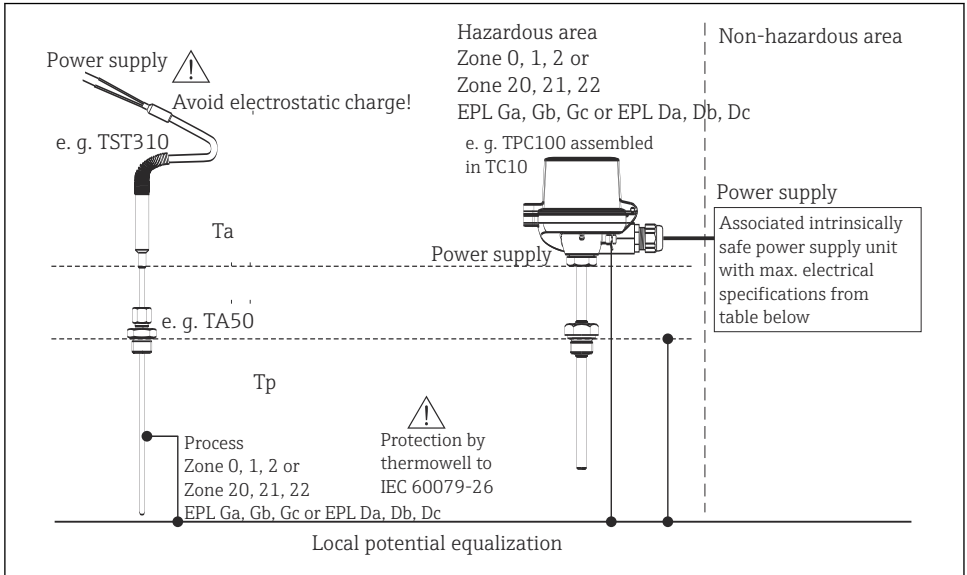 Power supply
Avoid electrostatic charge!
e. g. TST310
Hazardous area
Zone 0, 1, 2 or
Zone 20, 21, 22
EPL Ga, Gb, Gc or EPL Da, Db, Dc
e. g. TPC100 assembled
in TC10
Non-hazardous area
Power supply
Associated intrinsically
safe power supply unit
with max. electrical
specifications from
table below
Ta
Power supply
e. g. TA50
Tp
Process
Zone 0, 1, 2 or
Zone 20, 21, 22
EPL Ga, Gb, Gc or EPL Da, Db, Dc
Protection by
thermowell to
IEC 60079-26
Local potential equalization